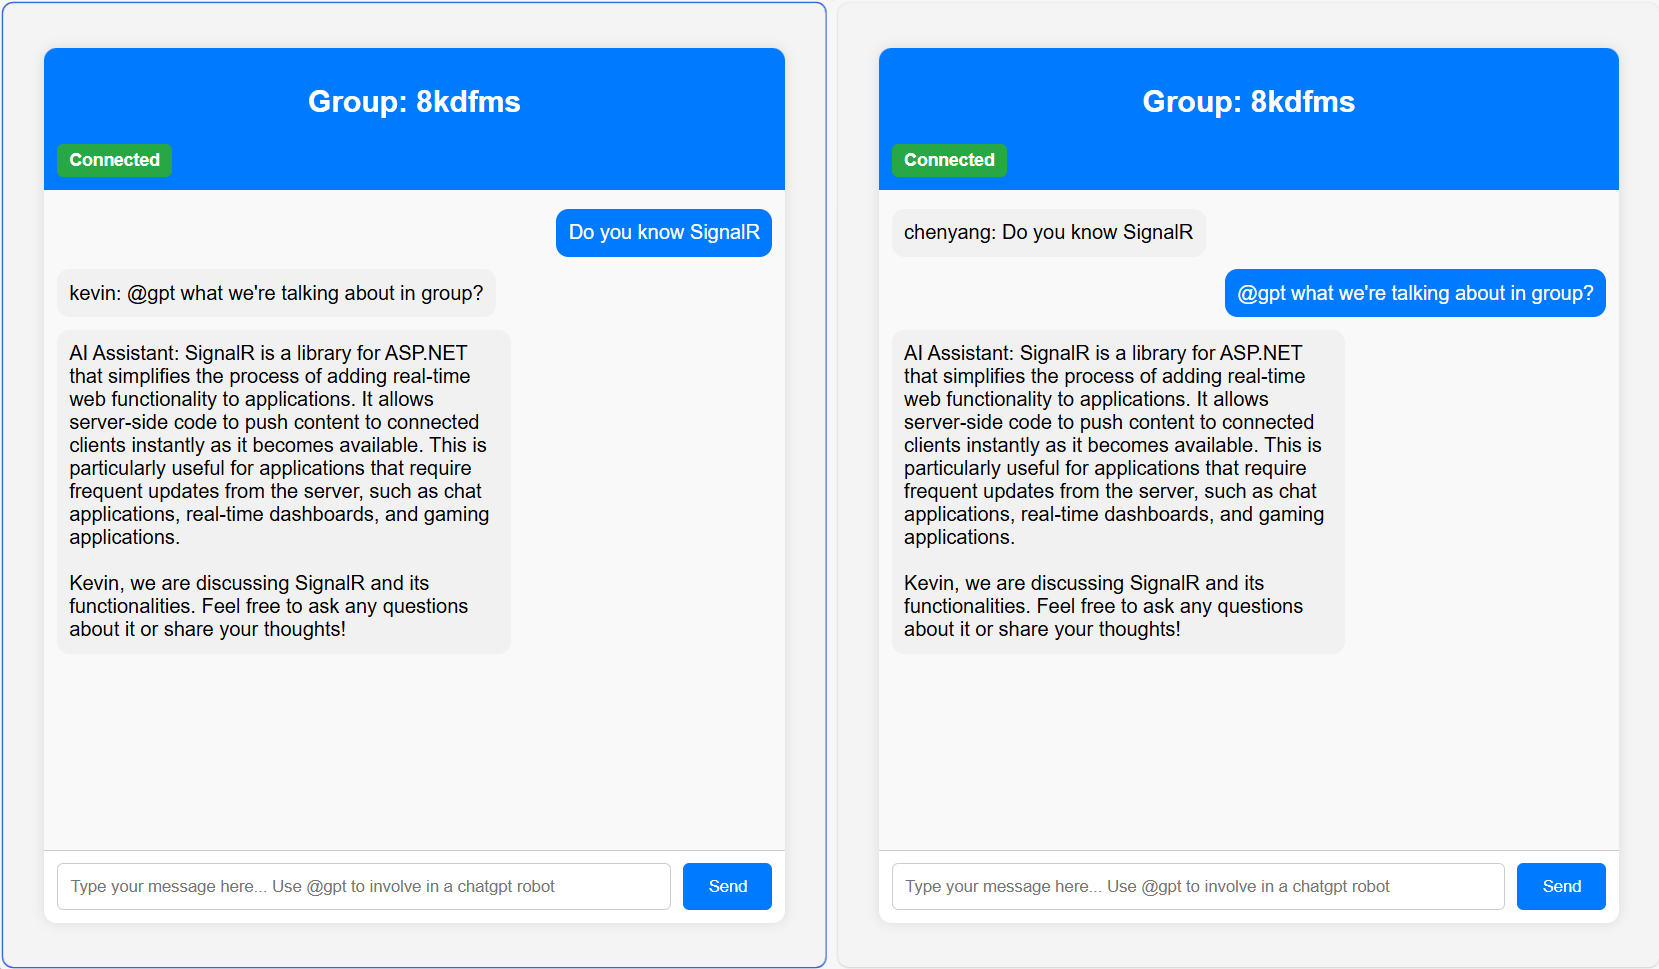 Group: 8kdfms
Connected
Do you know SignalR
kevin: @gpt what we're talking about in group?
AI Assistant: SignalR is a library for ASP.NET
that simplifies the process of adding real-time
web functionality to applications. It allows
server-side code to push content to connected
clients instantly as it becomes available. This is
particularly useful for applications that require
frequent updates from the server, such as chat
applications, real-time dashboards, and gaming
applications.
Kevin, we are discussing SignalR and its
functionalities. Feel free to ask any questions
about it or share your thoughts!
Type your message here... Use @gpt to involve in a chatgpt robot
Send
Group: 8kdfms
Connected
chenyang: Do you know SignalR
@gpt what we're talking about in group?
AI Assistant: SignalR is a library for ASP.NET
that simplifies the process of adding real-time
web functionality to applications. It allows
server-side code to push content to connected
clients instantly as it becomes available. This is
particularly useful for applications that require
frequent updates from the server, such as chat
applications, real-time dashboards, and gaming
applications.
Kevin, we are discussing SignalR and its
functionalities. Feel free to ask any questions
about it or share your thoughts!
Type your message here... Use @gpt to involve in a chatgpt robot
Send